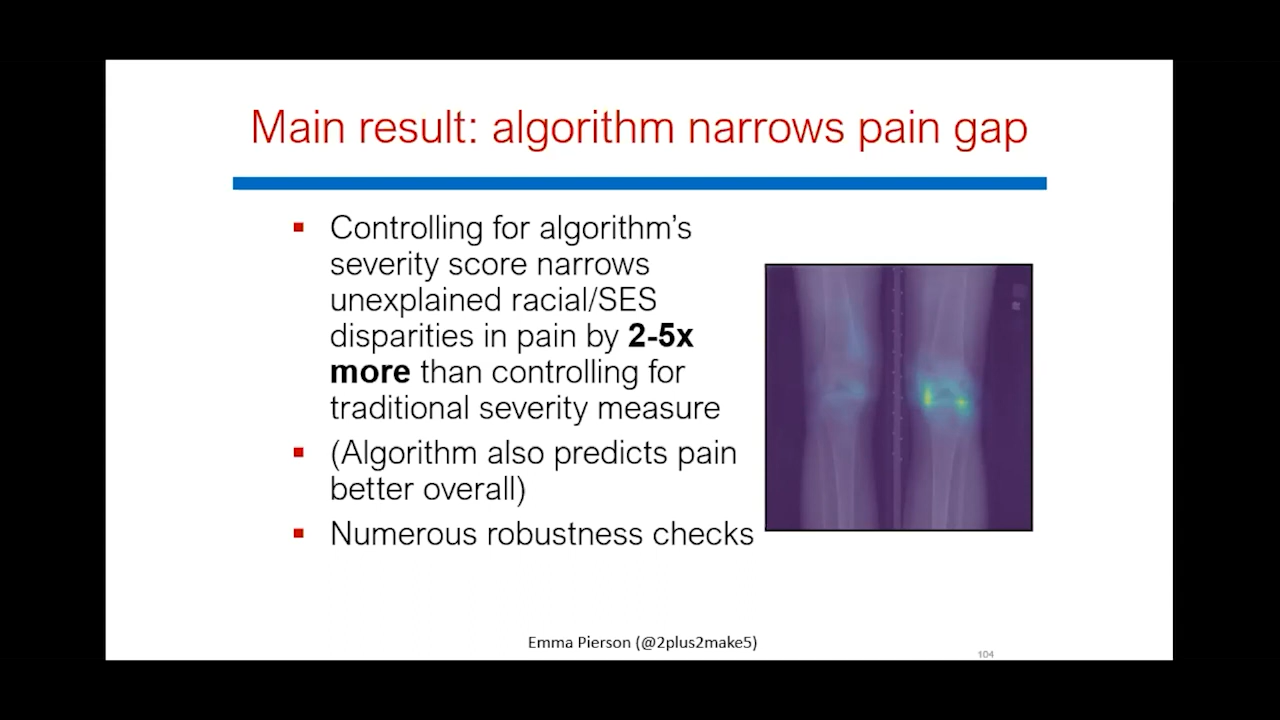 Main result: algorithm narrows pain gap
Controlling for algorithm's
severity score narrows
unexplained racial/SES
disparities in pain by 2-5x
more than controlling for
traditional severity measure
(Algorithm also predicts pain
better overall)
Numerous robustness checks
Emma Pierson (@2plus2make5)
104